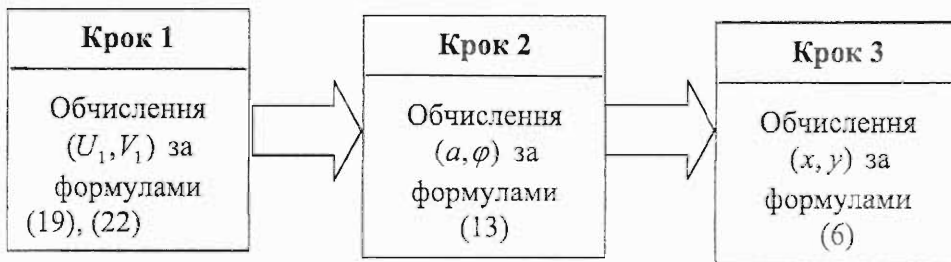 Крок 1
Обчислення
(U₁,V₁) за
формулами
(19), (22)
Крок 2
Обчислення
(a,φ) за
формулами
(13)
Крок 3
Обчислення
(x,y) за
формулами
(6)